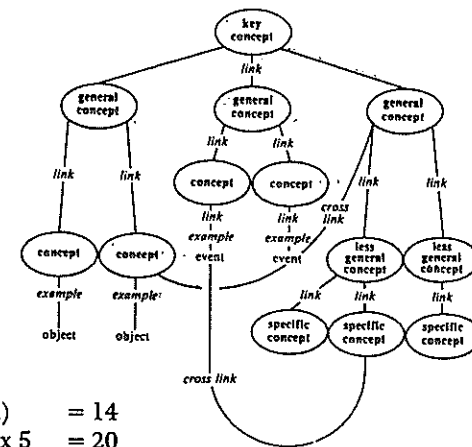 key
concept
link
general
concept
general
concept
general
concept
link
link
link
link
link
link
concept
concept
cross
link
link
example
event
link
example
event
concept
concept
less
general
concept
less
general
concept
example
object
example
object
link
link
link
specific
concept
specific
concept
specific
concept
cross link
) = 14
x 5 = 20